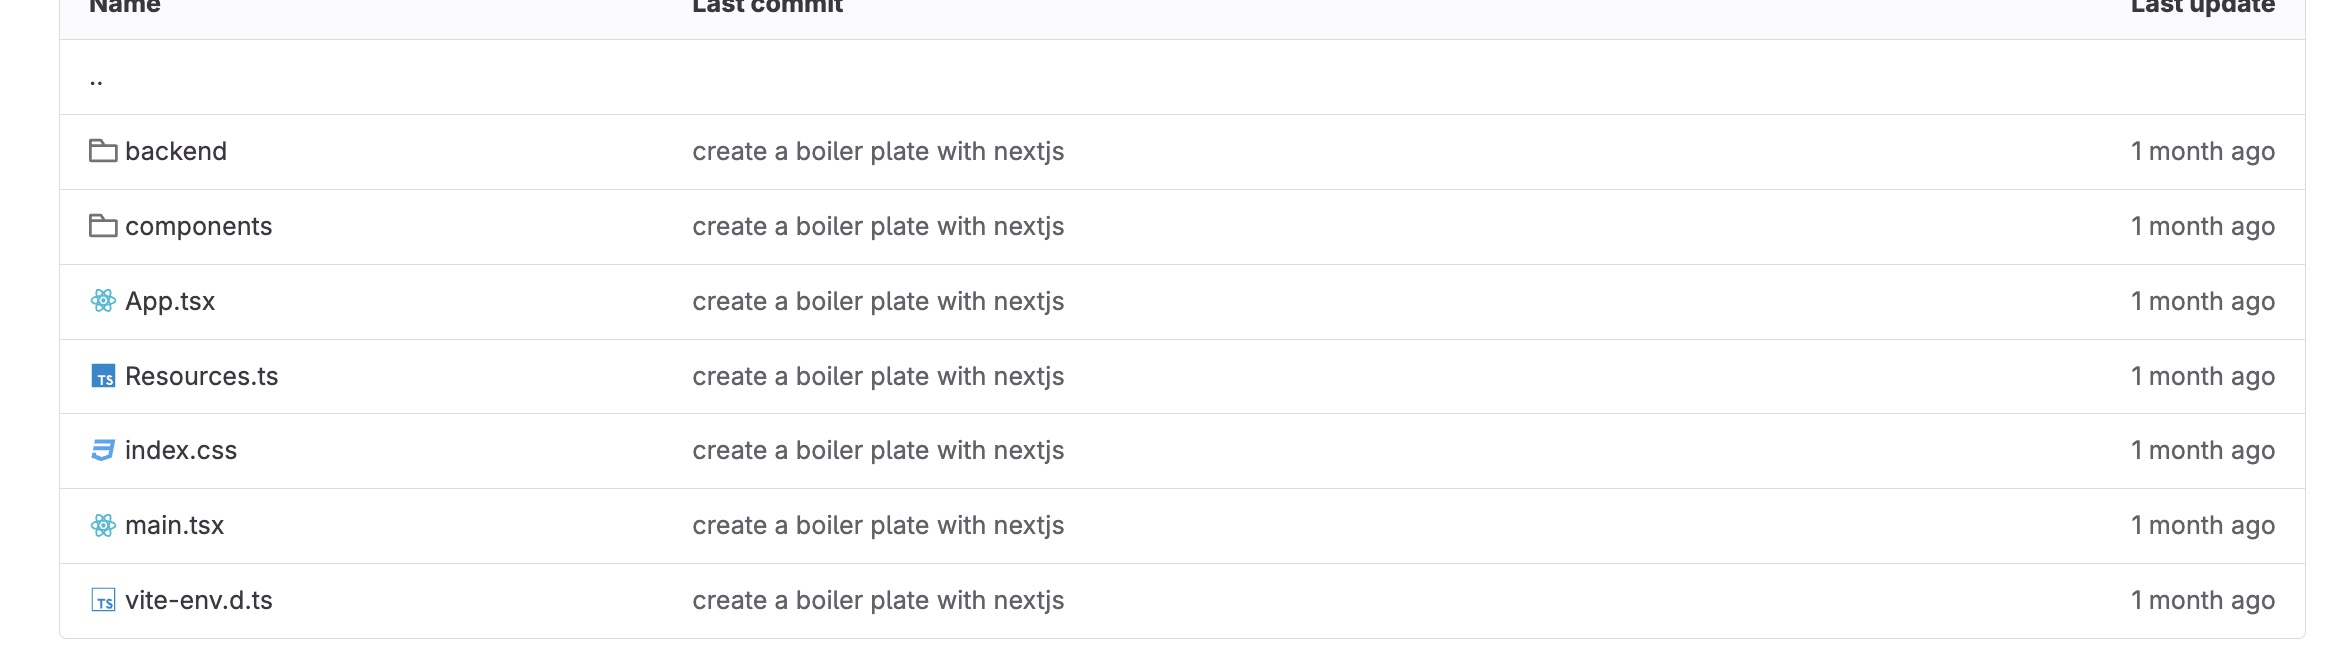 Name Last commit Last update
..
backend create a boiler plate with nextjs 1 month ago
components create a boiler plate with nextjs 1 month ago
App.tsx create a boiler plate with nextjs 1 month ago
TS Resources.ts create a boiler plate with nextjs 1 month ago
index.css create a boiler plate with nextjs 1 month ago
main.tsx create a boiler plate with nextjs 1 month ago
TS vite-env.d.ts create a boiler plate with nextjs 1 month ago